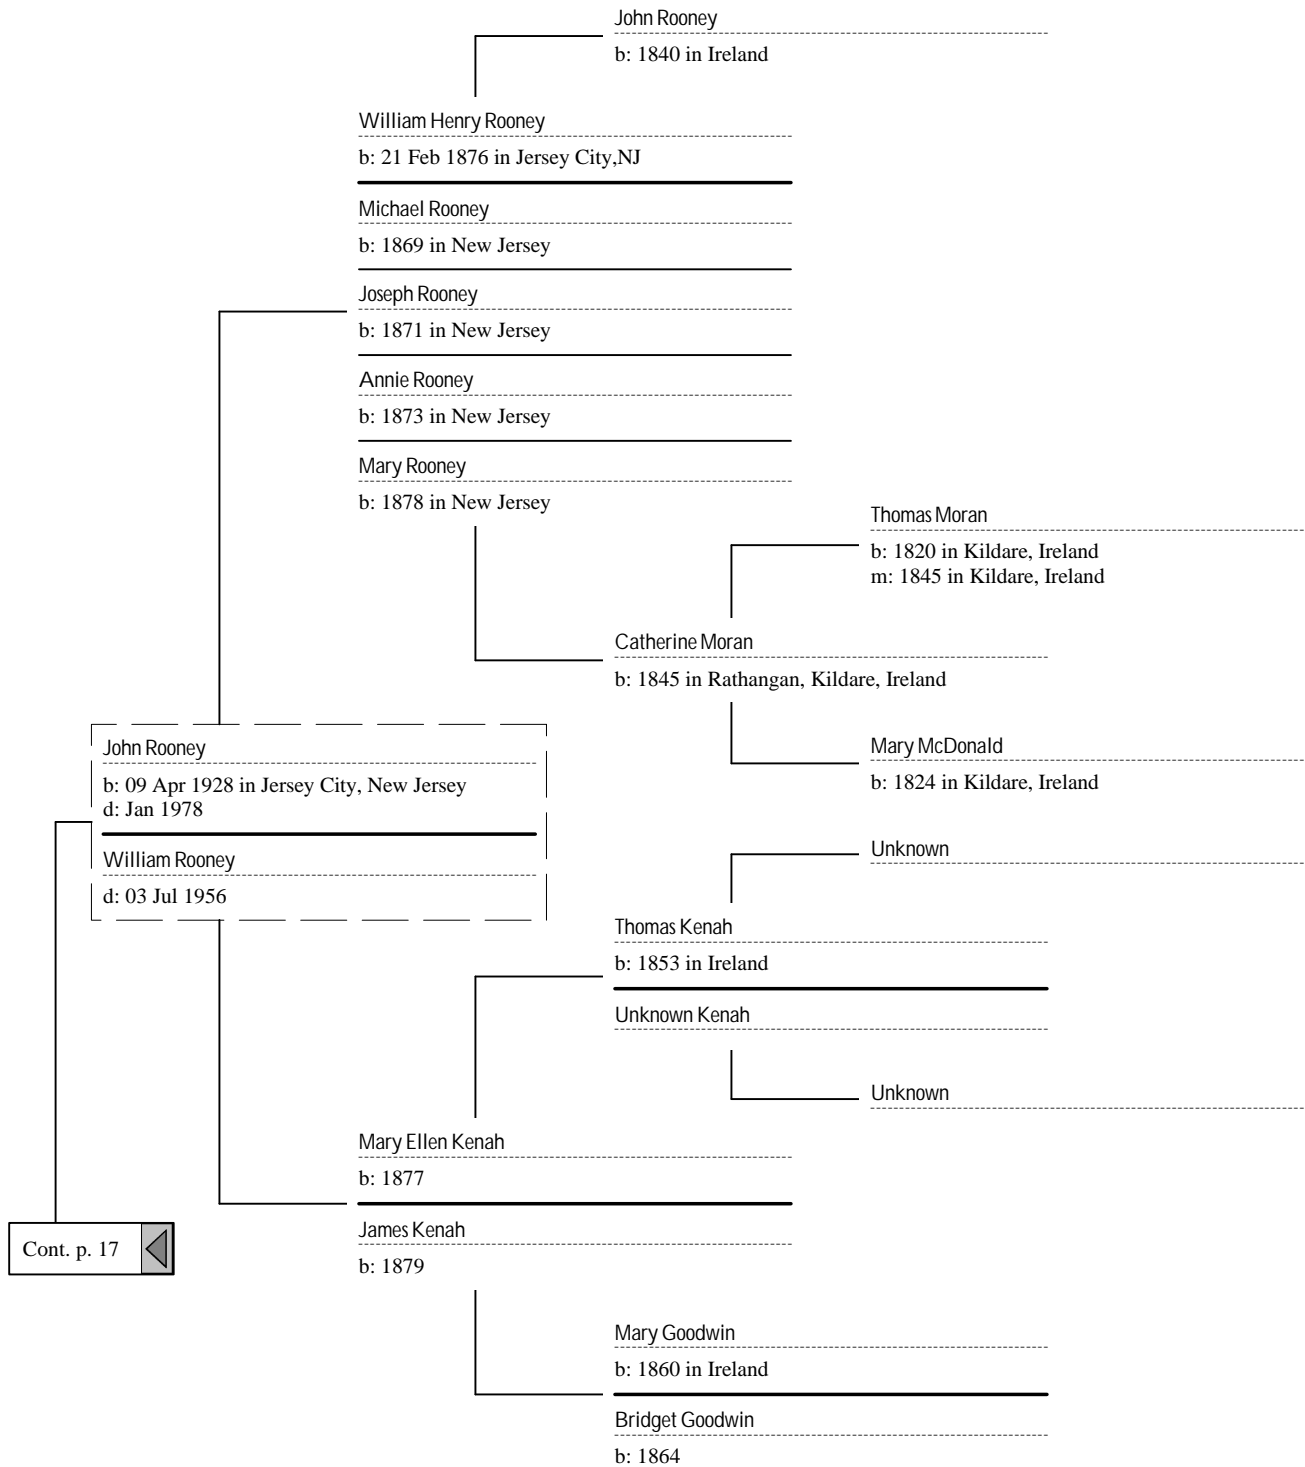 John Rooney
b: 1840 in Ireland
William Henry Rooney
b: 21 Feb 1876 in Jersey City,NJ
Michael Rooney
b: 1869 in New Jersey
Joseph Rooney
b: 1871 in New Jersey
Annie Rooney
b: 1873 in New Jersey
Mary Rooney
b: 1878 in New Jersey
Thomas Moran
b: 1820 in Kildare, Ireland
m: 1845 in Kildare, Ireland
Catherine Moran
b: 1845 in Rathangan, Kildare, Ireland
Mary McDonald
b: 1824 in Kildare, Ireland
John Rooney
b: 09 Apr 1928 in Jersey City, New Jersey
d: Jan 1978
William Rooney
d: 03 Jul 1956
Unknown
Thomas Kenah
b: 1853 in Ireland
Unknown Kenah
Unknown
Mary Ellen Kenah
b: 1877
James Kenah
b: 1879
Cont. p. 17
Mary Goodwin
b: 1860 in Ireland
Bridget Goodwin
b: 1864